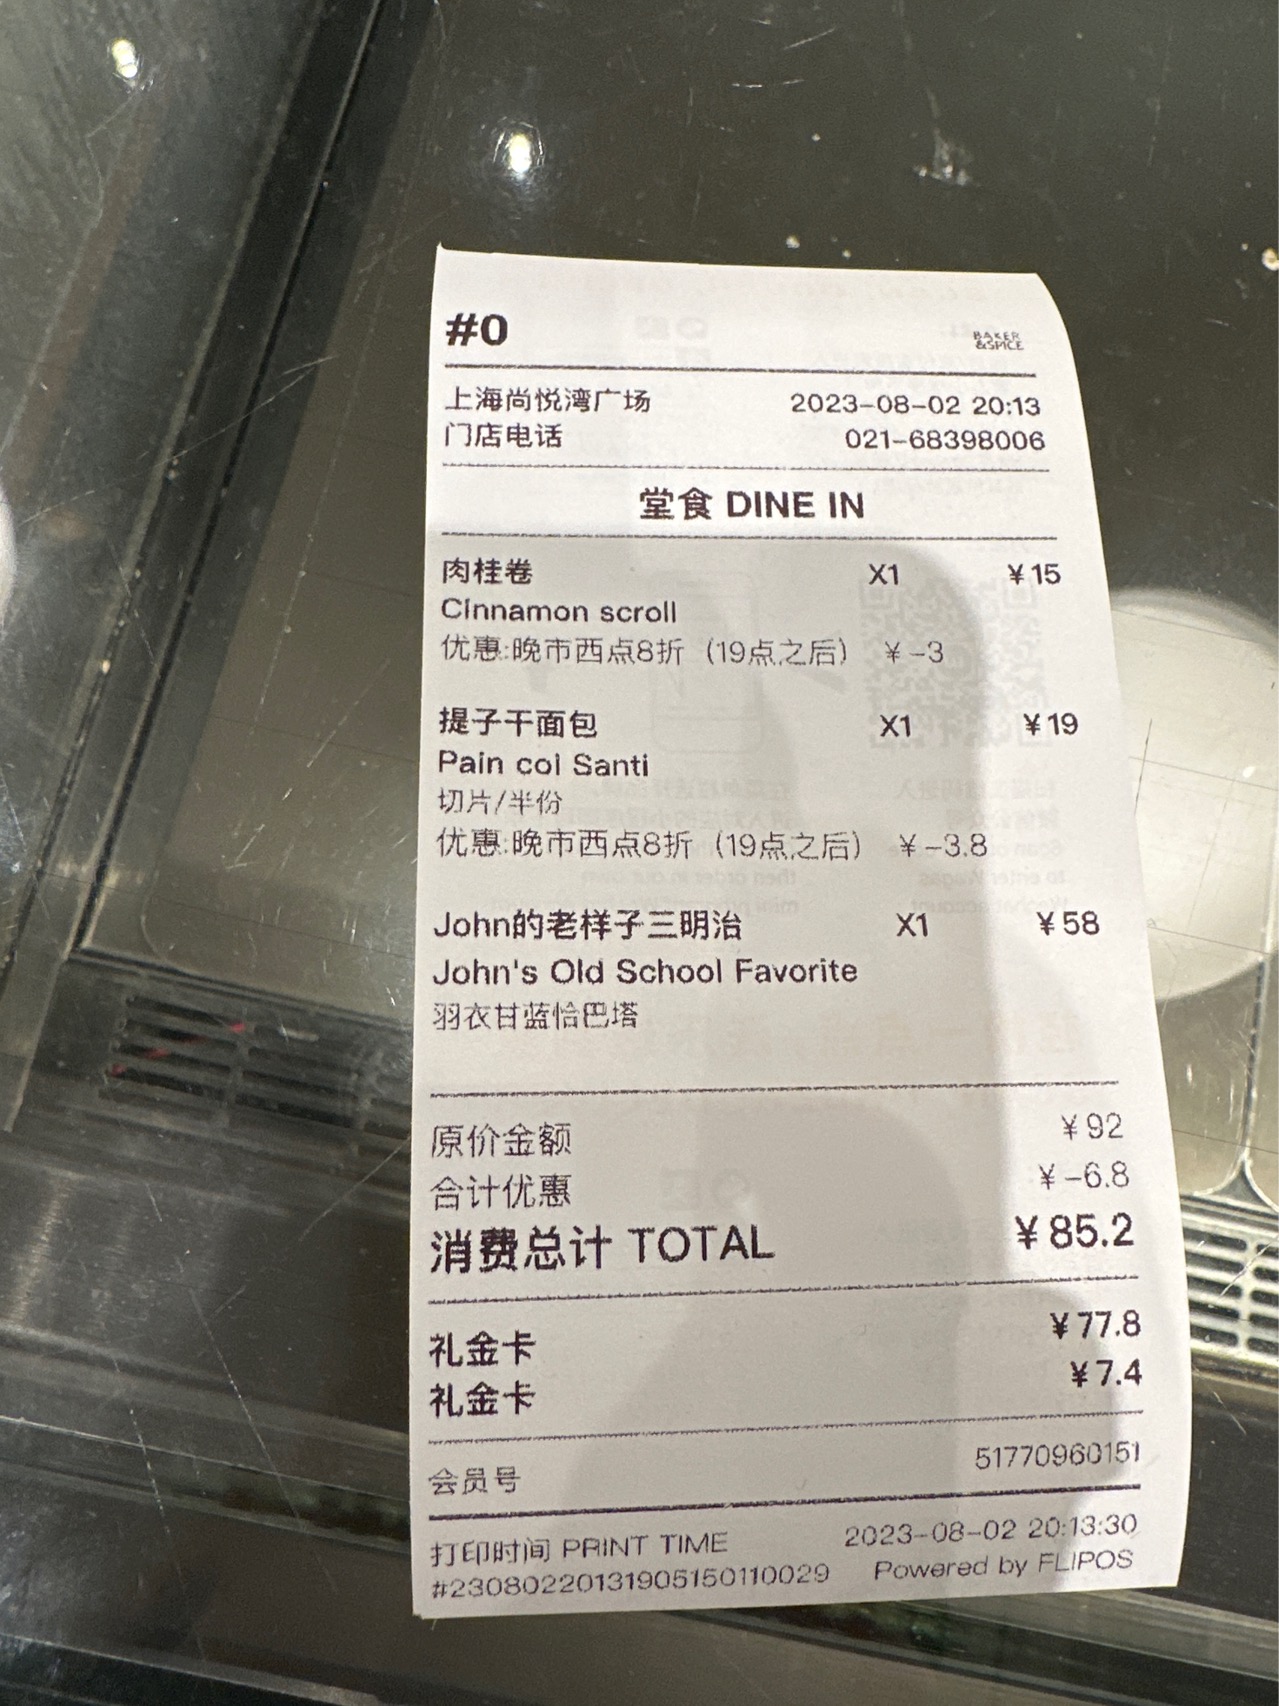 #0
BAKER
&SPICE
上海尚悦湾广场 2023-08-02 20:13
门店电话 021-68398006
堂食 DINE IN
肉桂卷 X1 ¥15
Cinnamon scroll
优惠:晚市西点8折（19点之后） ¥-3
提子干面包 X1 ¥19
Pain col Santi
切片/半份
优惠:晚市西点8折（19点之后） ¥-3.8
John的老样子三明治 X1 ¥58
John's Old School Favorite
羽衣甘蓝恰巴塔
原价金额 ¥92
合计优惠 ¥-6.8
消费总计 TOTAL ¥85.2
礼金卡 ¥77.8
礼金卡 ¥7.4
会员号 51770960151
打印时间 PRINT TIME 2023-08-02 20:13:30
#23080220131905150110029 Powered by FLIPOS